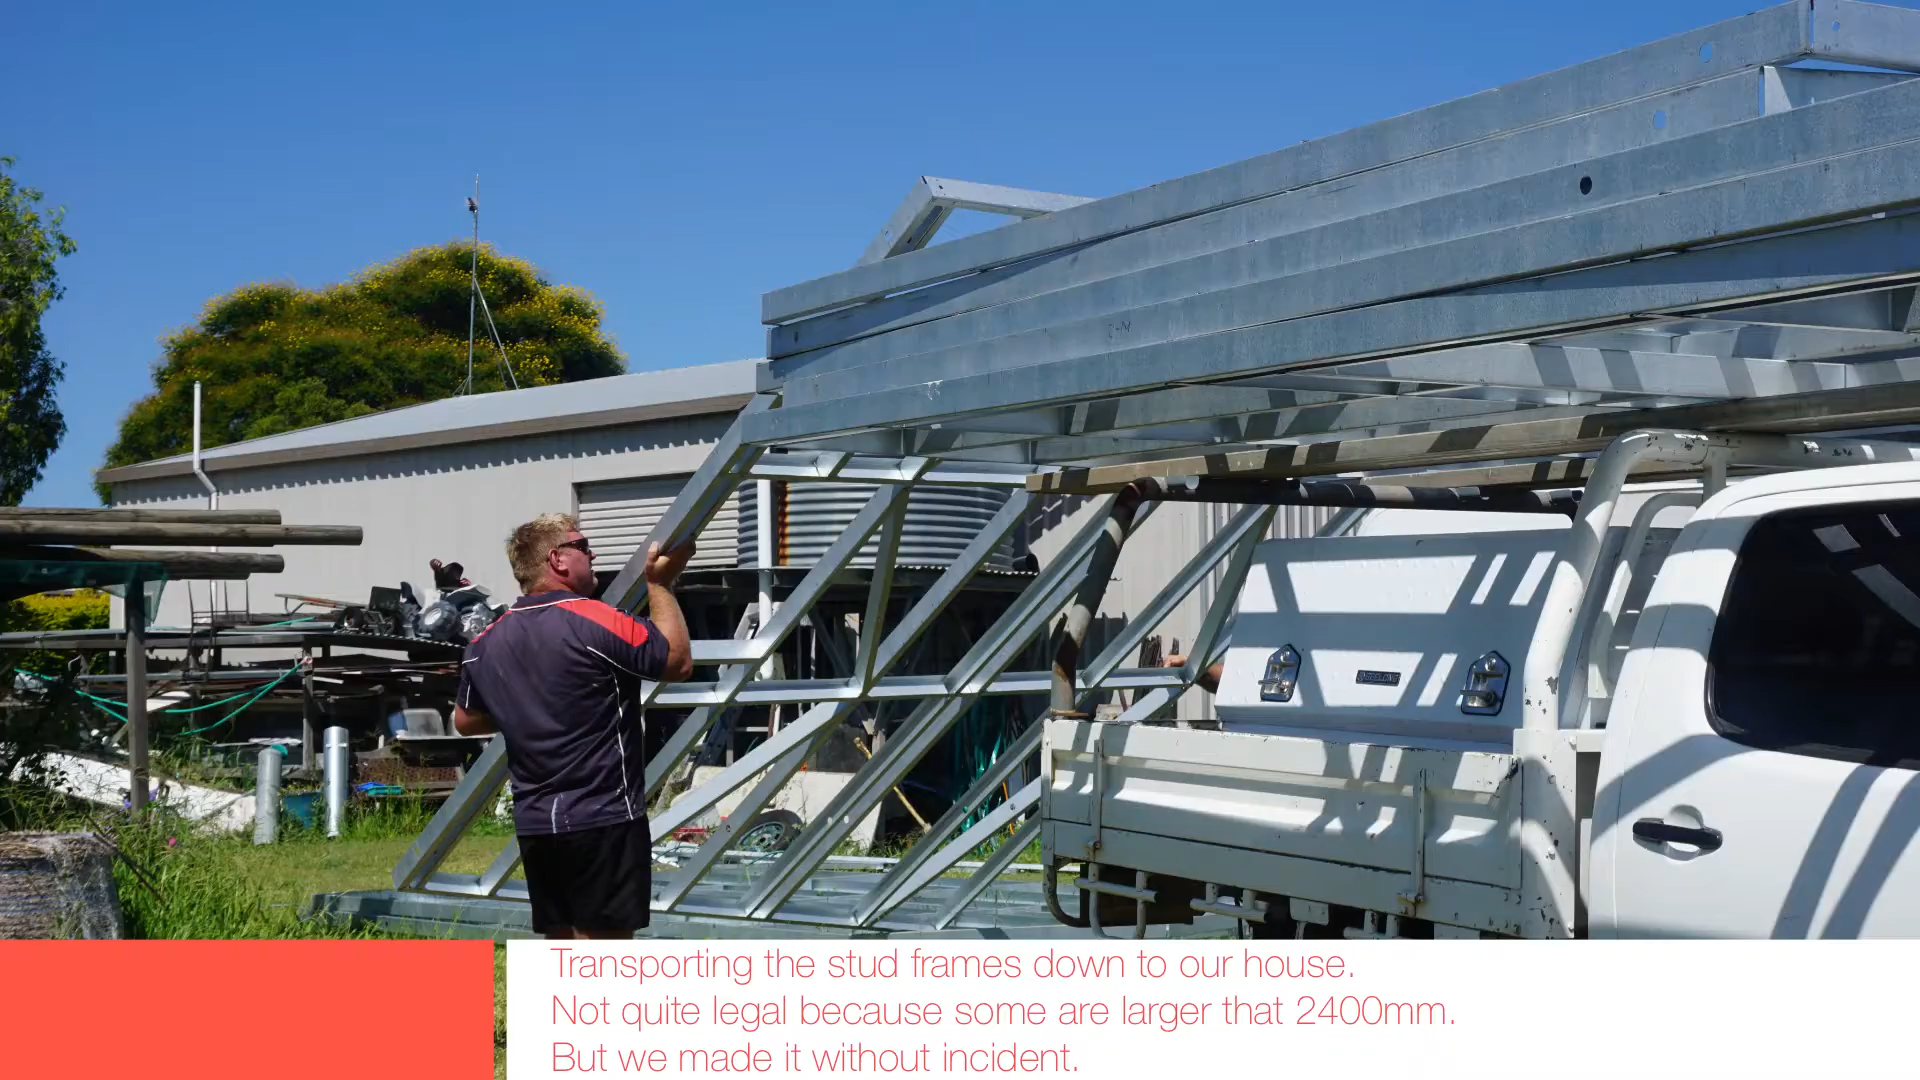 Transporting the stud frames down to our house.
Not quite legal because some are larger that 2400mm.
But we made it without incident.